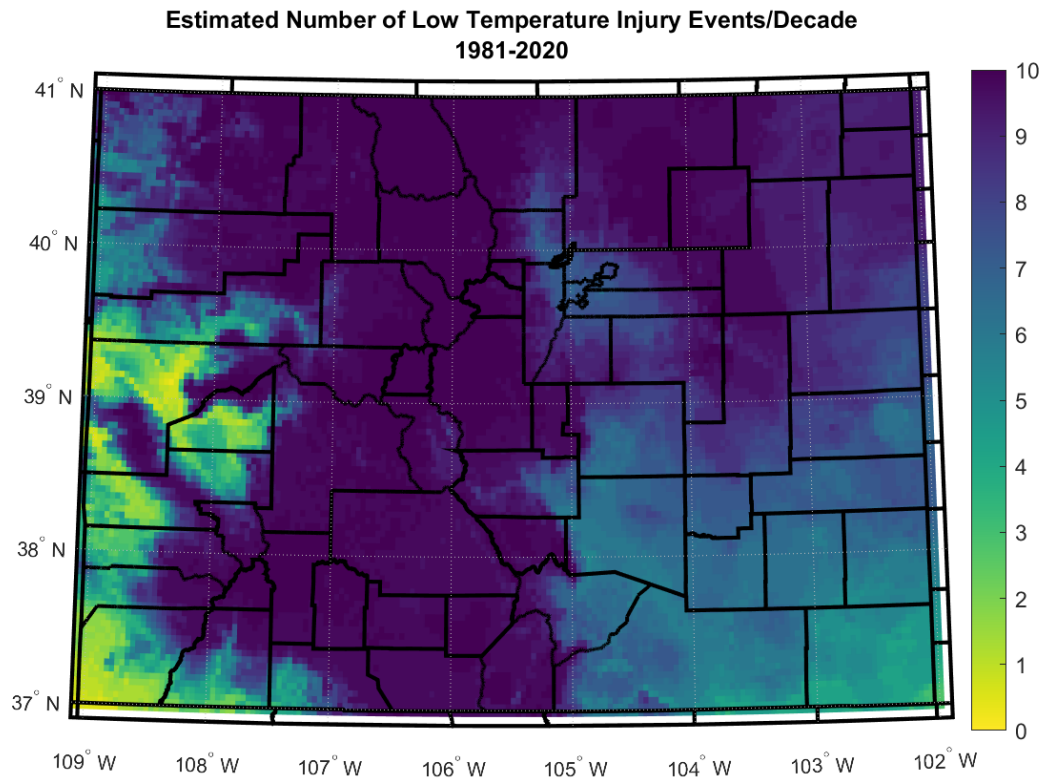 Estimated Number of Low Temperature Injury Events/Decade
1981-2020
41° N
40° N
39° N
38° N
37° N
109° W
108° W
107° W
106° W
105° W
104° W
103° W
102° W
10
9
8
7
6
5
4
3
2
1
0